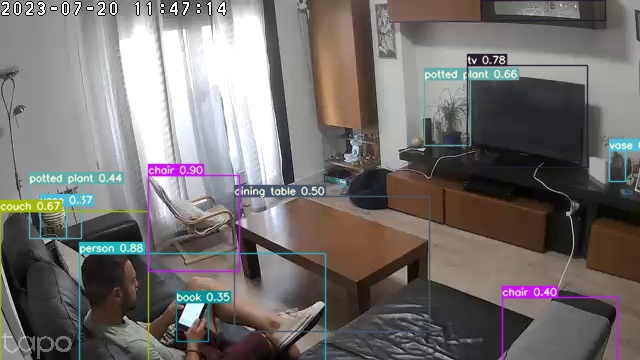 2023-07-20 11:47:14
tv 0.78
potted plant 0.66
vase
chair 0.90
potted plant 0.44
vase 0.37
dining table 0.50
couch 0.67
person 0.88
book 0.35
chair 0.40
tapo